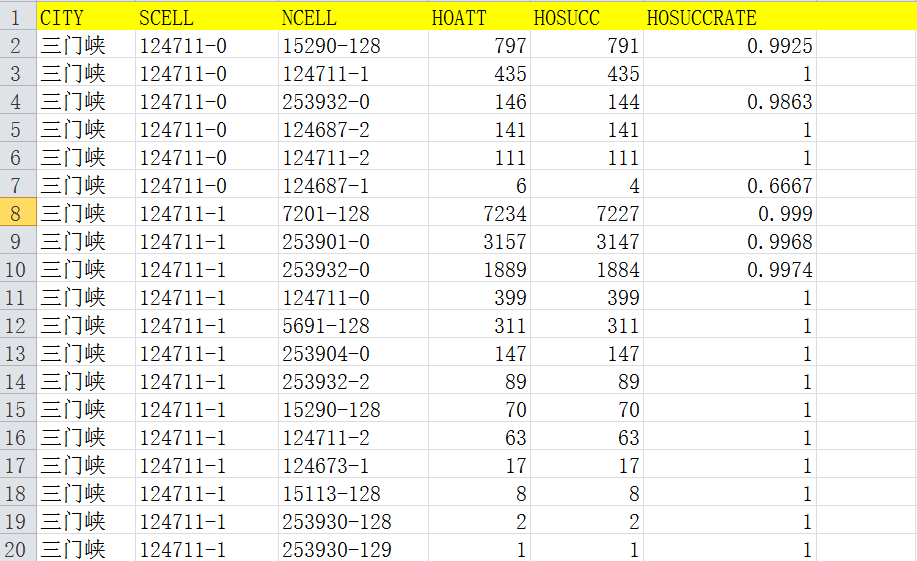 1 CITY SCELL NCELL HOATT HOSUCC HOSUCCRATE
2 三门峡 124711-0 15290-128 797 791 0.9925
3 三门峡 124711-0 124711-1 435 435 1
4 三门峡 124711-0 253932-0 146 144 0.9863
5 三门峡 124711-0 124687-2 141 141 1
6 三门峡 124711-0 124711-2 111 111 1
7 三门峡 124711-0 124687-1 6 4 0.6667
8 三门峡 124711-1 7201-128 7234 7227 0.999
9 三门峡 124711-1 253901-0 3157 3147 0.9968
10 三门峡 124711-1 253932-0 1889 1884 0.9974
11 三门峡 124711-1 124711-0 399 399 1
12 三门峡 124711-1 5691-128 311 311 1
13 三门峡 124711-1 253904-0 147 147 1
14 三门峡 124711-1 253932-2 89 89 1
15 三门峡 124711-1 15290-128 70 70 1
16 三门峡 124711-1 124711-2 63 63 1
17 三门峡 124711-1 124673-1 17 17 1
18 三门峡 124711-1 15113-128 8 8 1
19 三门峡 124711-1 253930-128 2 2 1
20 三门峡 124711-1 253930-129 1 1 1